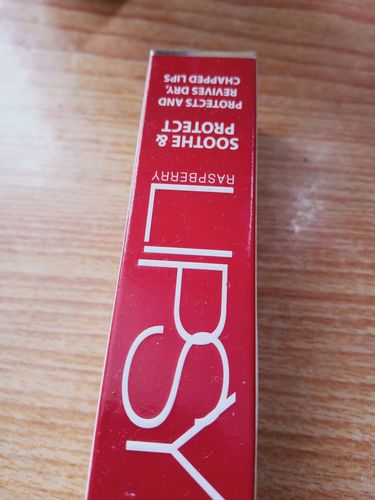 LIPSY
RASPBERRY
SOOTHE &
PROTECT
PROTECTS AND
REVIVES DRY,
CHAPPED LIPS